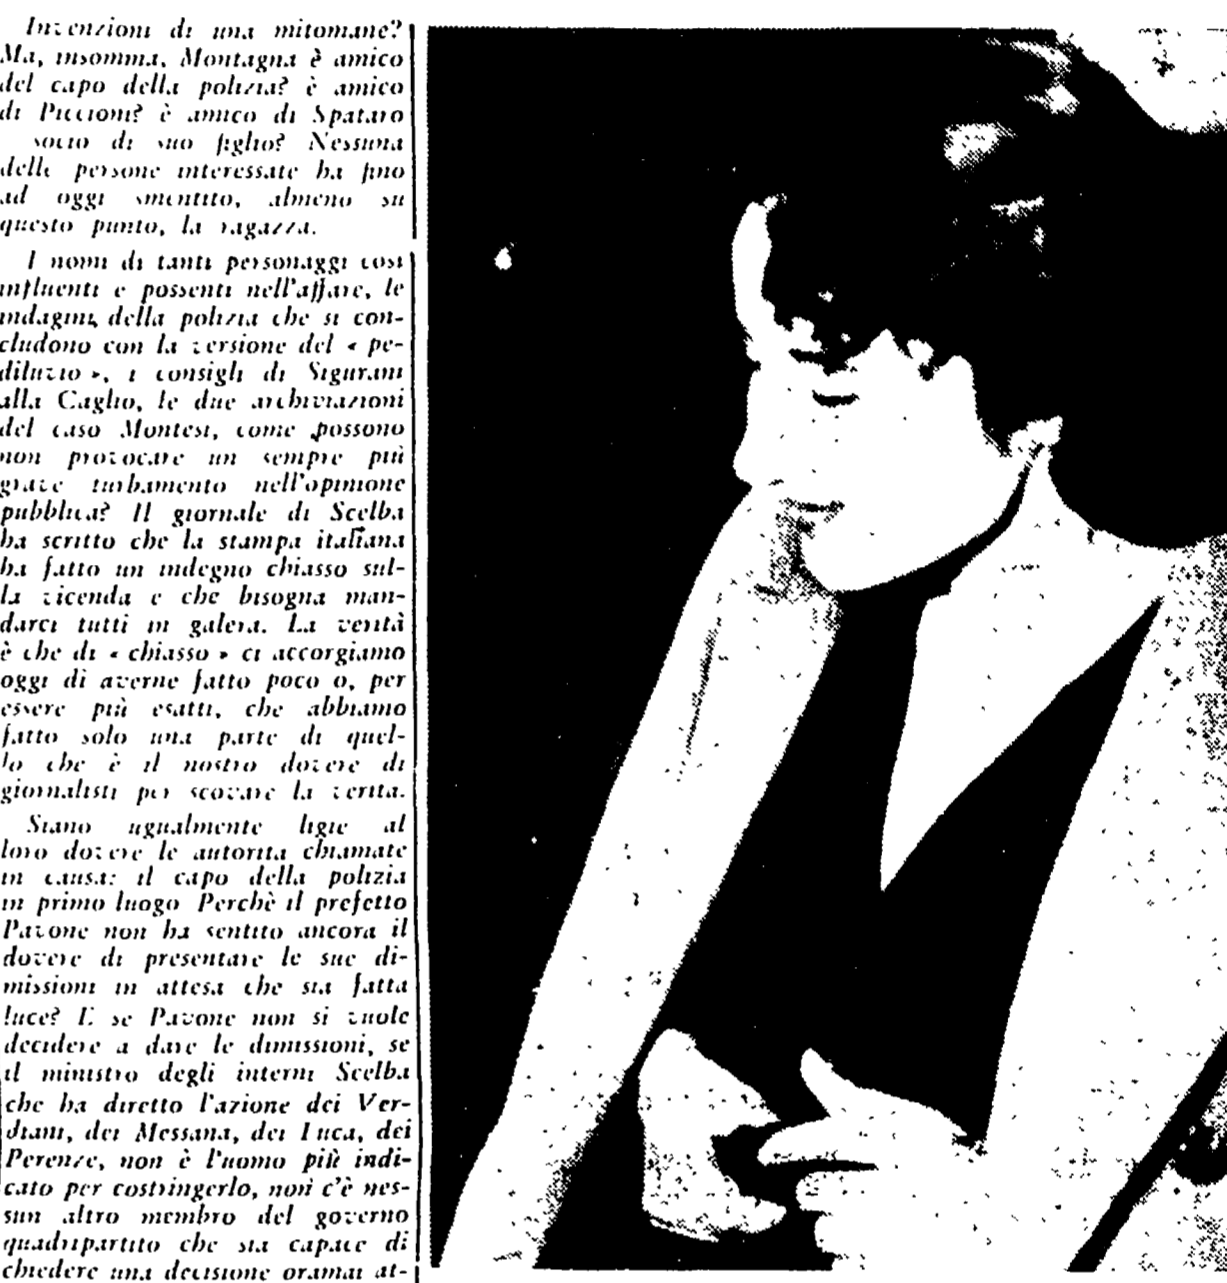 Invenzioni di una mitomane?
Ma, insomma, Montagna è amico
del capo della polizia? è amico
di Piccioni? è amico di Spataro
socio di suo figlio? Nessuna
delle persone interessate ha fino
ad oggi smentito, almeno su
questo punto, la ragazza.
I nomi di tanti personaggi così
influenti e possenti nell'affare, le
indagini della polizia che si con-
cludono con la versione del « pe-
diluvio », i consigli di Sigurani
alla Caglio, le due archiviazioni
del caso Montesi, come possono
non provocare un sempre più
grave turbamento nell'opinione
pubblica? Il giornale di Scelba
ha scritto che la stampa italiana
ha fatto un indegno chiasso sul-
la vicenda e che bisogna man-
darci tutti in galera. La verità
è che di « chiasso » ci accorgiamo
oggi di averne fatto poco o, per
essere più esatti, che abbiamo
fatto solo una parte di quel-
lo che è il nostro dovere di
giornalisti per scovare la verità.
Siano ugualmente ligie al
loro dovere le autorità chiamate
in causa: il capo della polizia
in primo luogo Perchè il prefetto
Pavone non ha sentito ancora il
dovere di presentare le sue di-
missioni in attesa che sia fatta
luce? E se Pavone non si vuole
decidere a dare le dimissioni, se
il ministro degli interni Scelba
che ha diretto l'azione dei Ver-
diani, dei Messana, dei Luca, dei
Perenze, non è l'uomo più indi-
cato per costringerlo, non c'è nes-
sun altro membro del governo
quadripartito che sia capace di
chiedere una decisione oramai at-